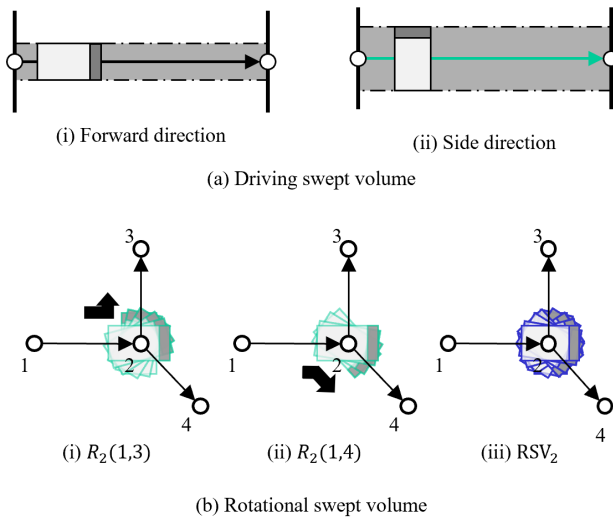 (i) Forward direction
(ii) Side direction
(a) Driving swept volume
3
1
2
4
(i) R₂(1,3)
3
1
2
4
(ii) R₂(1,4)
3
1
2
4
(iii) RSV₂
(b) Rotational swept volume